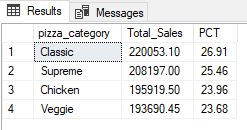 Results Messages
pizza_category Total_Sales PCT
1 Classic 220053.10 26.91
2 Supreme 208197.00 25.46
3 Chicken 195919.50 23.96
4 Veggie 193690.45 23.68